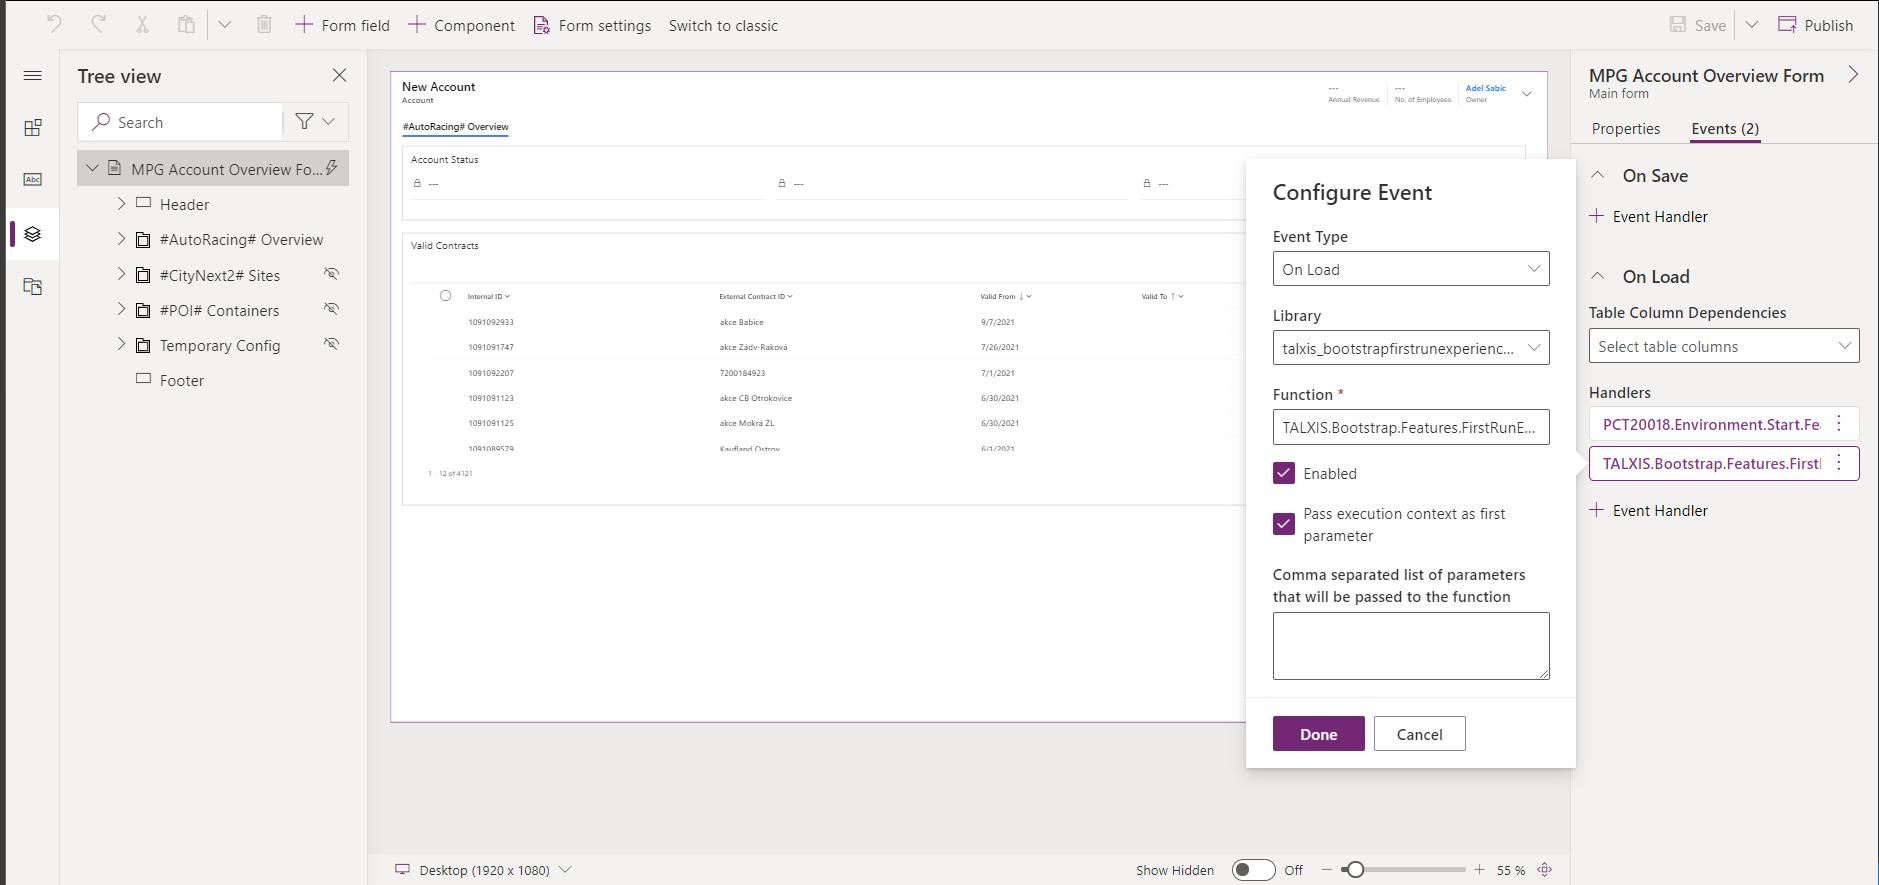 Form field
Component
Form settings
Switch to classic
Save
Publish
Tree view
Search
MPG Account Overview Fo...
Header
#AutoRacing# Overview
#CityNext2# Sites
#POI# Containers
Temporary Config
Footer
Abc
New Account
Account
---
Annual Revenue
---
No. of Employees
Adel Sabic
Owner
#AutoRacing# Overview
Account Status
---
---
---
Valid Contracts
Internal ID
External Contract ID
Valid From ↓
Valid To ↑
1091092933
akce Babice
9/7/2021
1091091747
akce Zádv-Raková
7/26/2021
1091092207
7200184923
7/1/2021
1091091123
akce CB Otrokovice
6/30/2021
1091091125
akce Mokrá ZL
6/30/2021
1091089579
Kaufland Ostrov
6/1/2021
1 - 12 of 4121
Configure Event
Event Type
On Load
Library
talxis_bootstrapfirstrunexperienc...
Function *
TALXIS.Bootstrap.Features.FirstRunE...
Enabled
Pass execution context as first
parameter
Comma separated list of parameters
that will be passed to the function
Done
Cancel
MPG Account Overview Form
Main form
Properties
Events (2)
On Save
Event Handler
On Load
Table Column Dependencies
Select table columns
Handlers
PCT20018.Environment.Start.Fe
TALXIS.Bootstrap.Features.First
Event Handler
Desktop (1920 x 1080)
Show Hidden
Off
55 %